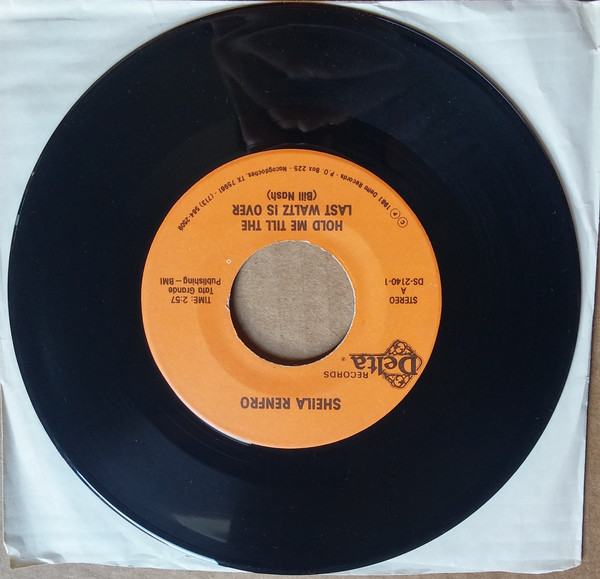 SHEILA RENFRO
Delta ®
RECORDS
STEREO
A
DS-2140-1
TIME: 2:57
Tata Grande
Publishing – BMI
HOLD ME TILL THE
LAST WALTZ IS OVER
(Bill Nash)
© ℗ 1981 Delta Records - P.O. Box 225 - Nacogdoches, TX 75961 - (713) 564-2509